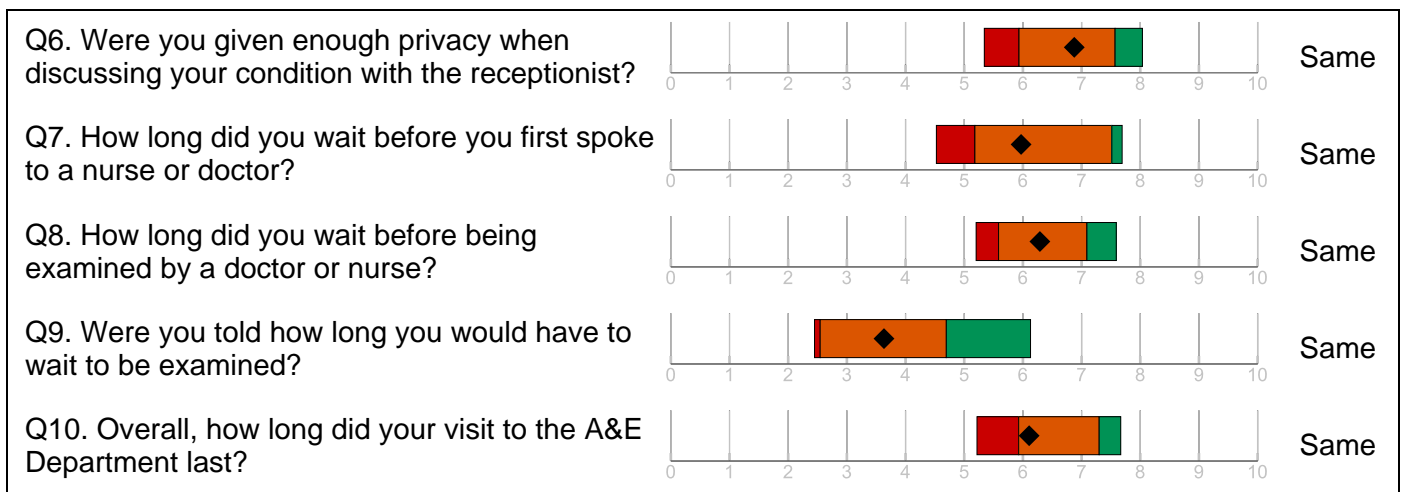 Q6. Were you given enough privacy when
discussing your condition with the receptionist?
0 1 2 3 4 5 6 7 8 9 10
Same
Q7. How long did you wait before you first spoke
to a nurse or doctor?
0 1 2 3 4 5 6 7 8 9 10
Same
Q8. How long did you wait before being
examined by a doctor or nurse?
0 1 2 3 4 5 6 7 8 9 10
Same
Q9. Were you told how long you would have to
wait to be examined?
0 1 2 3 4 5 6 7 8 9 10
Same
Q10. Overall, how long did your visit to the A&E
Department last?
0 1 2 3 4 5 6 7 8 9 10
Same